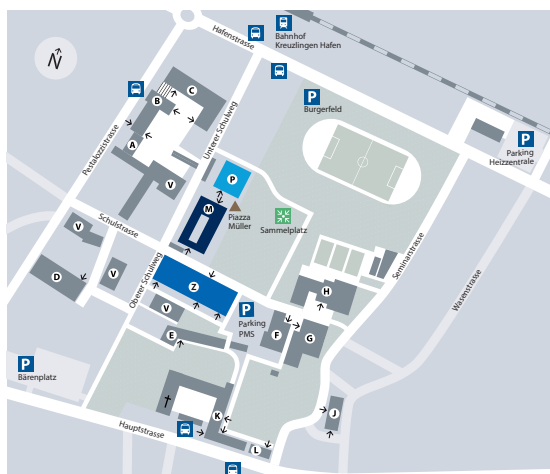 Hafenstrasse
Bahnhof
Kreuzlingen Hafen
N
C
B
P
Burgerfeld
Unterer Schulweg
A
Pestalozzistrasse
P
Parking
Heizzentrale
V
P
M
Piazza
Müller
Sammelplatz
Schulstrasse
V
Seminarstrasse
D
V
Oberer Schulweg
Z
H
Waxenstrasse
V
P
Parking
PMS
E
F
G
P
Bärenplatz
K
J
Hauptstrasse
L